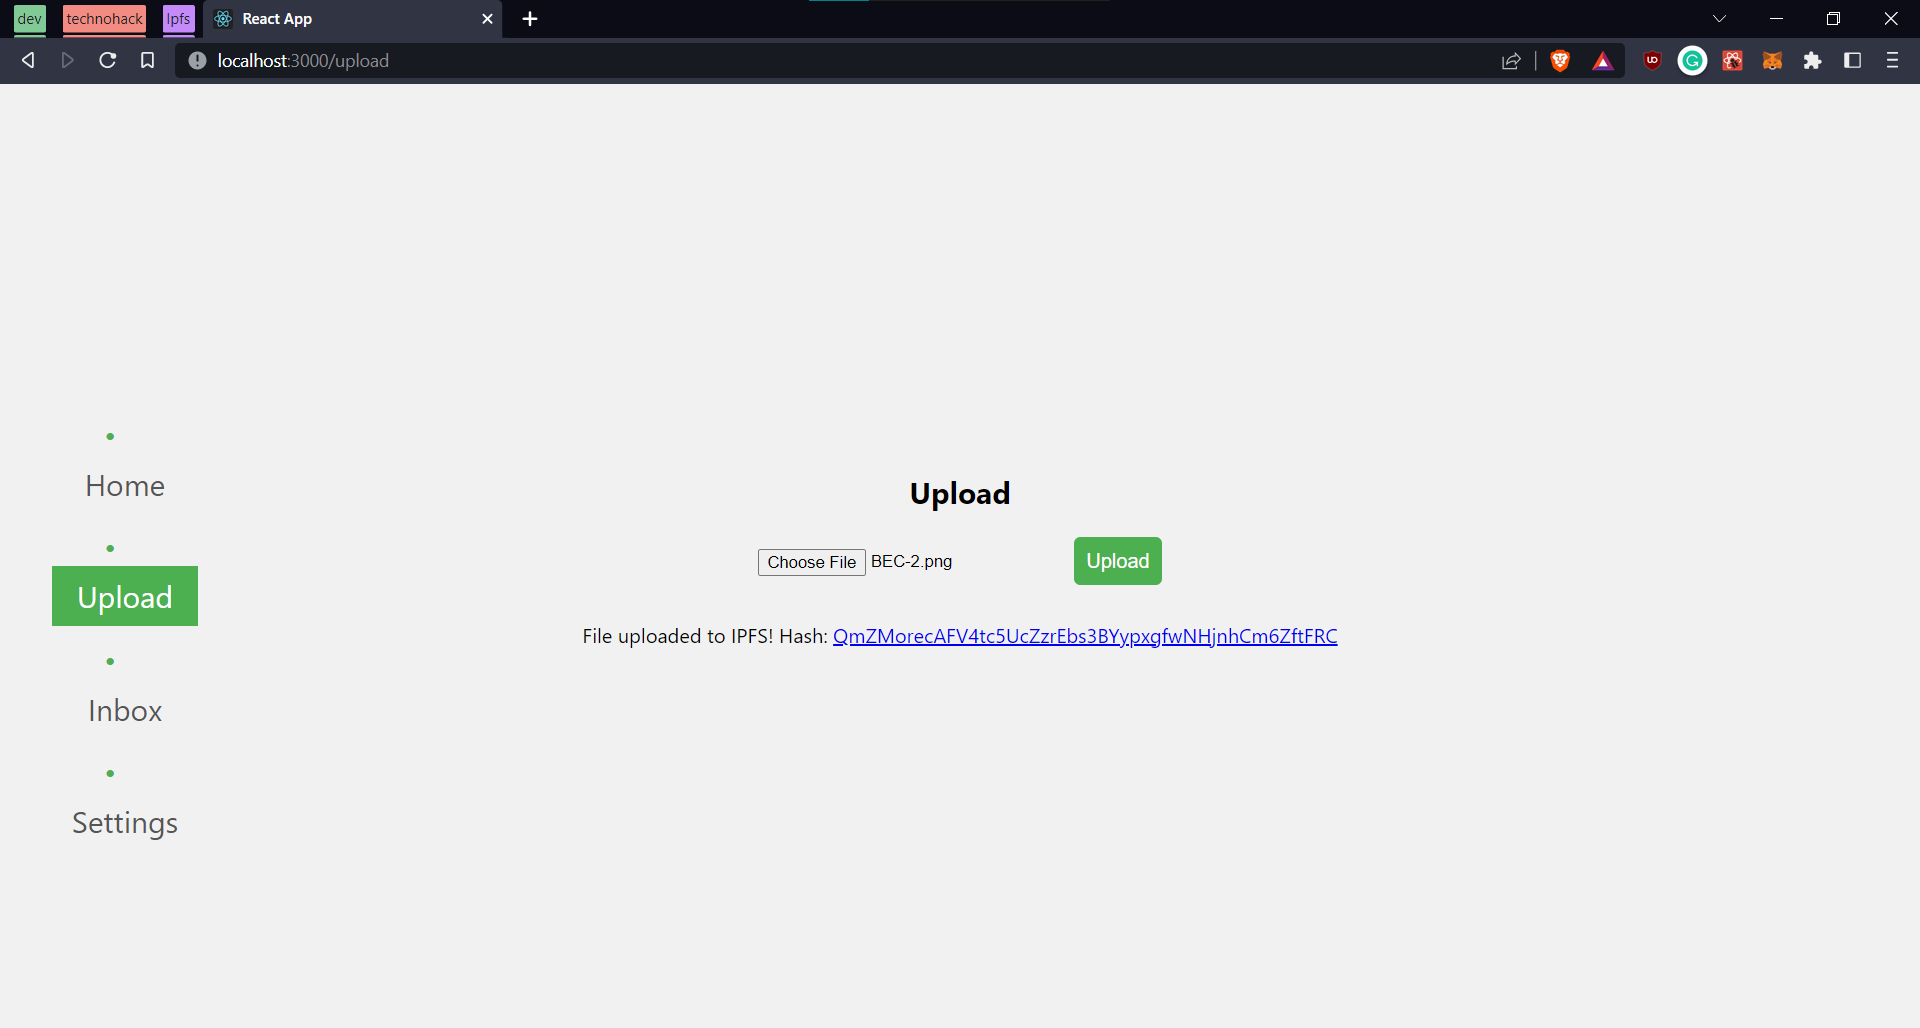 dev technohack Ipfs React App
localhost:3000/upload
Home
Upload
Inbox
Settings
Upload
Choose File BEC-2.png Upload
File uploaded to IPFS! Hash: QmZMorecAFV4tc5UcZzrEbs3BYypxgfwNHjnhCm6ZftFRC